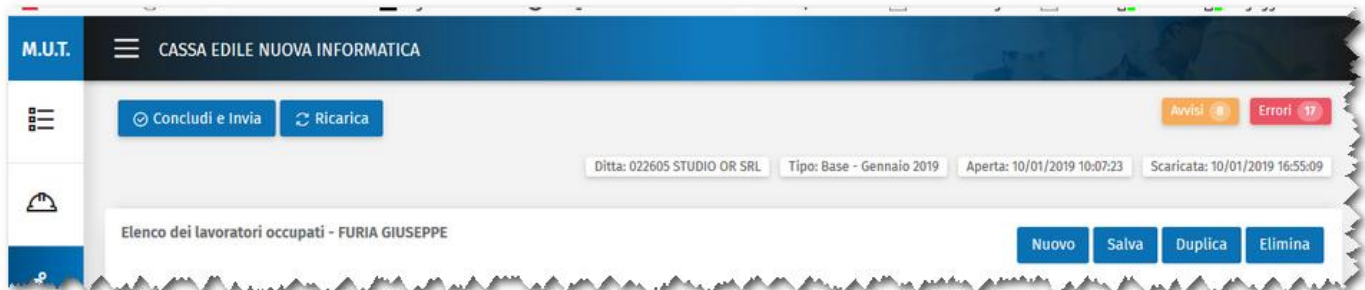 M.U.T.
CASSA EDILE NUOVA INFORMATICA
Concludi e Invia Ricarica
Avvisi 8 Errori 17
Ditta: 022605 STUDIO OR SRL Tipo: Base - Gennaio 2019 Aperta: 10/01/2019 10:07:23 Scaricata: 10/01/2019 16:55:09
Elenco dei lavoratori occupati - FURIA GIUSEPPE
Nuovo Salva Duplica Elimina